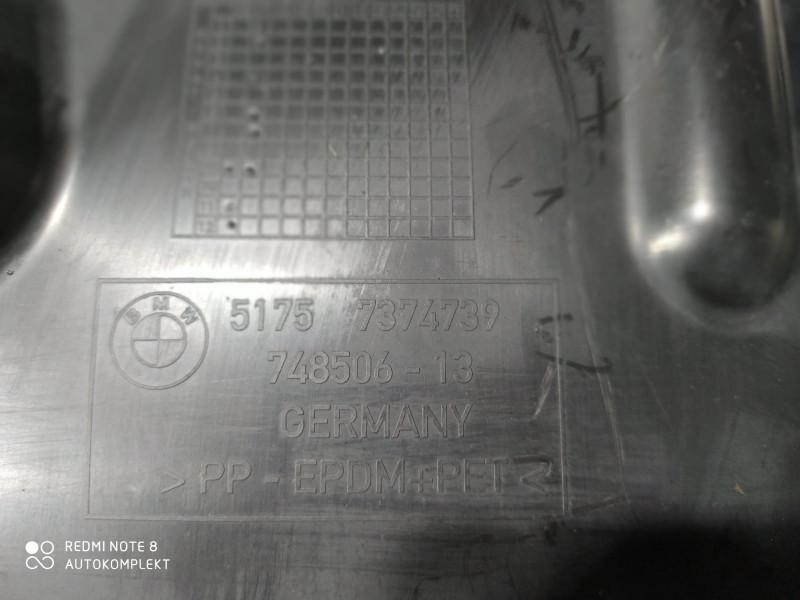 BMW
5175 7374739
748506 - 13
GERMANY
>PP - EPDM+PET<
REDMI NOTE 8
AUTOKOMPLEKT